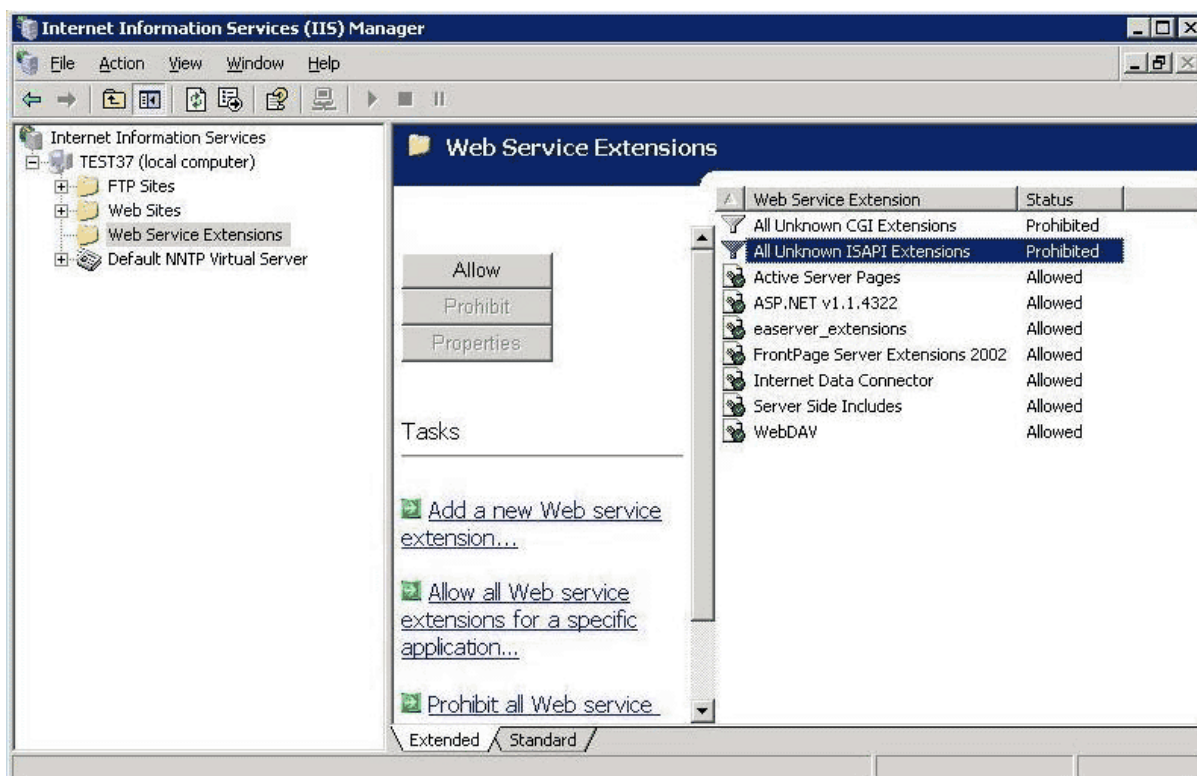 Internet Information Services (IIS) Manager
File Action View Window Help
Internet Information Services
TEST37 (local computer)
FTP Sites
Web Sites
Web Service Extensions
Default NNTP Virtual Server
Web Service Extensions
Allow
Prohibit
Properties
Tasks
Add a new Web service
extension...
Allow all Web service
extensions for a specific
application...
Prohibit all Web service
Web Service Extension Status
All Unknown CGI Extensions Prohibited
All Unknown ISAPI Extensions Prohibited
Active Server Pages Allowed
ASP.NET v1.1.4322 Allowed
easerver_extensions Allowed
FrontPage Server Extensions 2002 Allowed
Internet Data Connector Allowed
Server Side Includes Allowed
WebDAV Allowed
Extended Standard